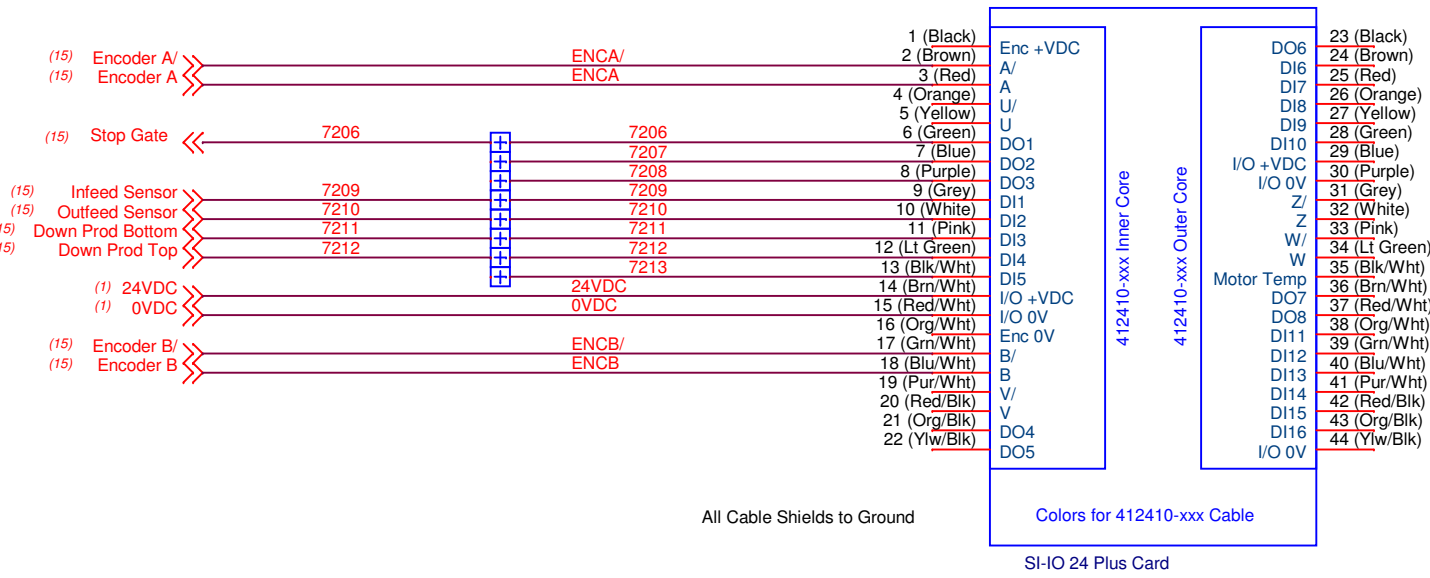 1 (Black) Enc +VDC
(15) Encoder A/ ENCA/ 2 (Brown) A/
(15) Encoder A ENCA 3 (Red) A
4 (Orange) U/
5 (Yellow) U
(15) Stop Gate 7206 7206 6 (Green) DO1
7207 7 (Blue) DO2
7208 8 (Purple) DO3
(15) Infeed Sensor 7209 7209 9 (Grey) DI1
(15) Outfeed Sensor 7210 7210 10 (White) DI2
15) Down Prod Bottom 7211 7211 11 (Pink) DI3
15) Down Prod Top 7212 7212 12 (Lt Green) DI4
7213 13 (Blk/Wht) DI5
(1) 24VDC 24VDC 14 (Brn/Wht) I/O +VDC
(1) 0VDC 0VDC 15 (Red/Wht) I/O 0V
16 (Org/Wht) Enc 0V
(15) Encoder B/ ENCB/ 17 (Grn/Wht) B/
(15) Encoder B ENCB 18 (Blu/Wht) B
19 (Pur/Wht) V/
20 (Red/Blk) V
21 (Org/Blk) DO4
22 (Ylw/Blk) DO5
412410-xxx Inner Core
412410-xxx Outer Core
DO6 23 (Black)
DI6 24 (Brown)
DI7 25 (Red)
DI8 26 (Orange)
DI9 27 (Yellow)
DI10 28 (Green)
I/O +VDC 29 (Blue)
I/O 0V 30 (Purple)
Z/ 31 (Grey)
Z 32 (White)
W/ 33 (Pink)
W 34 (Lt Green)
Motor Temp 35 (Blk/Wht)
DO7 36 (Brn/Wht)
DO8 37 (Red/Wht)
DI11 38 (Org/Wht)
DI12 39 (Grn/Wht)
DI13 40 (Blu/Wht)
DI14 41 (Pur/Wht)
DI15 42 (Red/Blk)
DI16 43 (Org/Blk)
I/O 0V 44 (Ylw/Blk)
All Cable Shields to Ground
Colors for 412410-xxx Cable
SI-IO 24 Plus Card